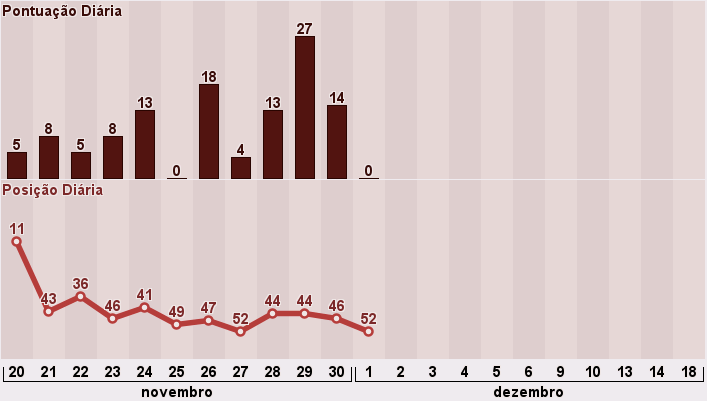 Pontuação Diária
5 8 5 8 13 0 18 4 13 27 14 0
Posição Diária
11 43 36 46 41 49 47 52 44 44 46 52
20 21 22 23 24 25 26 27 28 29 30 1 2 3 4 5 6 9 10 13 14 18
novembro dezembro